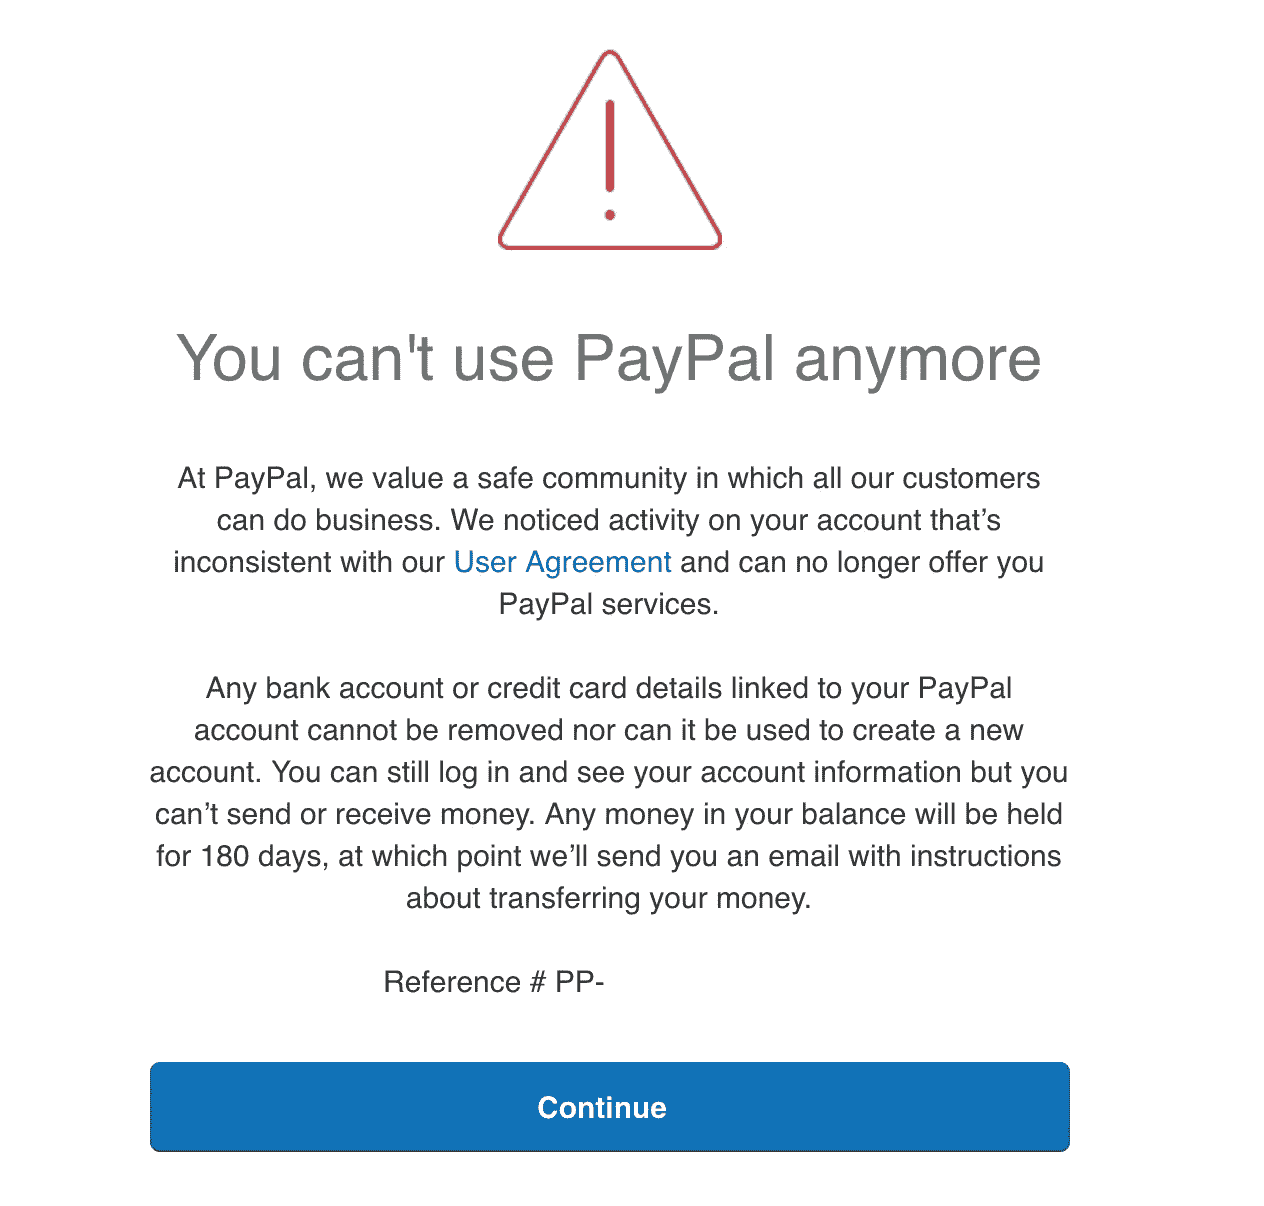 You can't use PayPal anymore
At PayPal, we value a safe community in which all our customers
can do business. We noticed activity on your account that’s
inconsistent with our User Agreement and can no longer offer you
PayPal services.
Any bank account or credit card details linked to your PayPal
account cannot be removed nor can it be used to create a new
account. You can still log in and see your account information but you
can’t send or receive money. Any money in your balance will be held
for 180 days, at which point we’ll send you an email with instructions
about transferring your money.
Reference # PP-
Continue